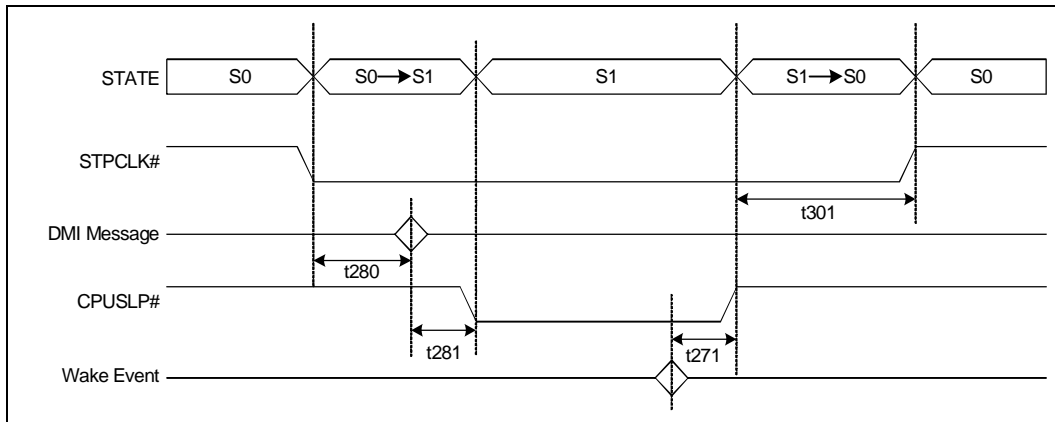 STATE
S0
S0→S1
S1
S1→S0
S0
STPCLK#
t301
DMI Message
t280
CPUSLP#
t281
t271
Wake Event